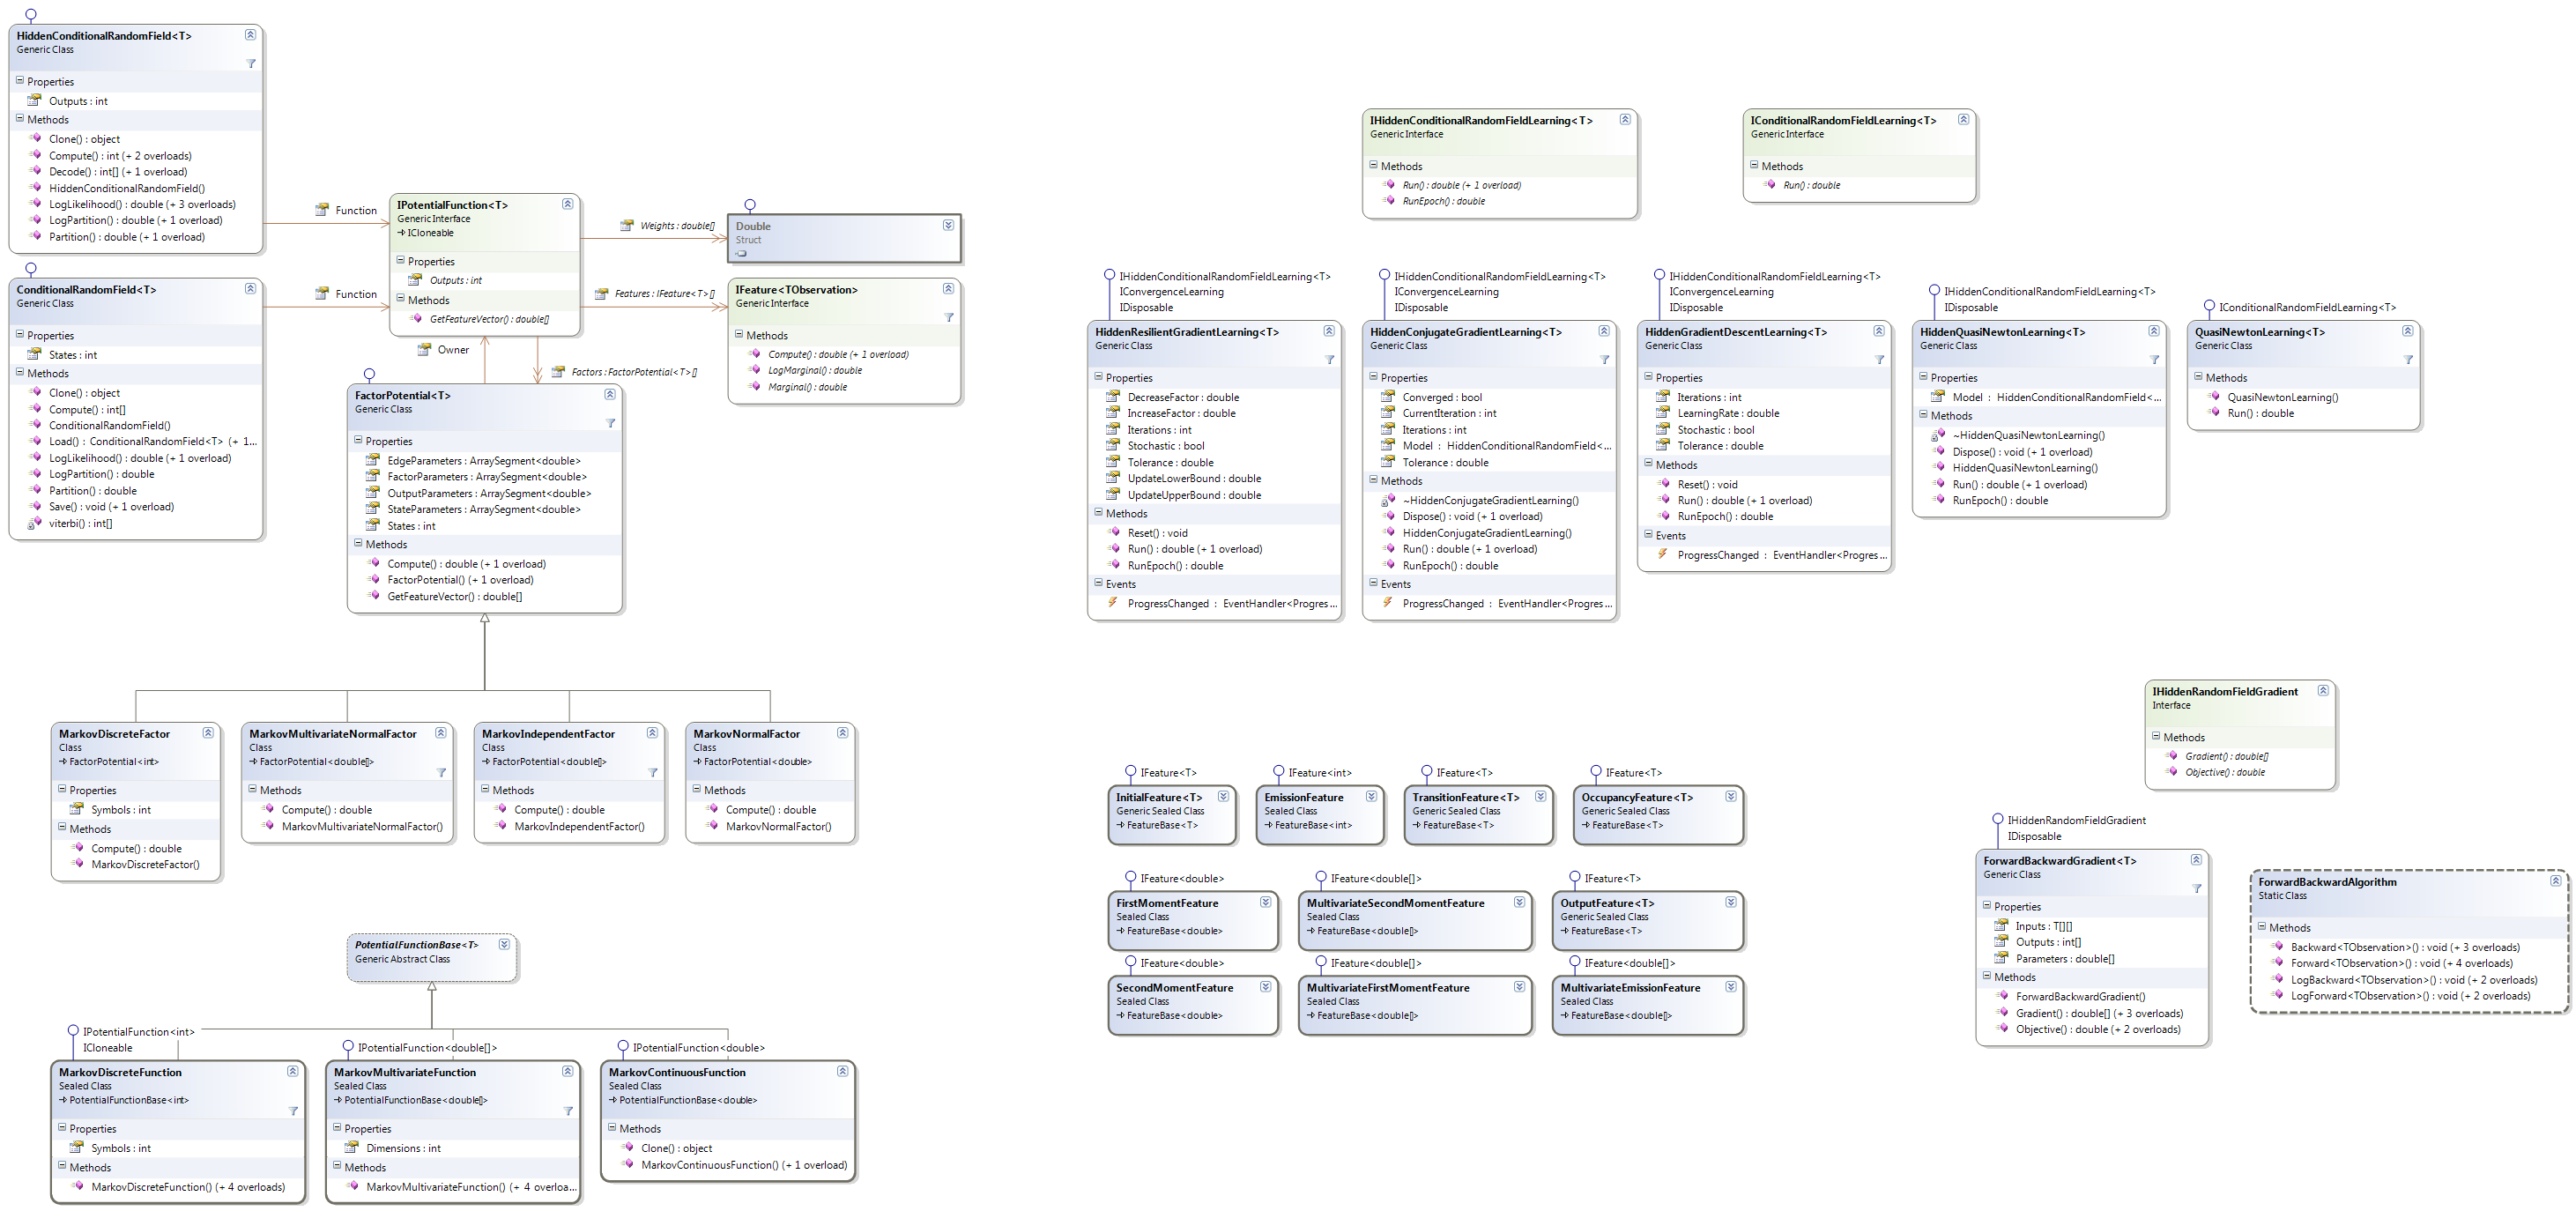 HiddenConditionalRandomField<T>
Generic Class
Properties
Outputs : int
Methods
Clone() : object
Compute() : int (+ 2 overloads)
Decode() : int[] (+ 1 overload)
HiddenConditionalRandomField()
LogLikelihood() : double (+ 3 overloads)
LogPartition() : double (+ 1 overload)
Partition() : double (+ 1 overload)
Function
ConditionalRandomField<T>
Generic Class
Properties
States : int
Methods
Clone() : object
Compute() : int[]
ConditionalRandomField()
Load() : ConditionalRandomField<T> (+ 1...
LogLikelihood() : double (+ 1 overload)
LogPartition() : double
Partition() : double
Save() : void (+ 1 overload)
viterbi() : int[]
Function
IPotentialFunction<T>
Generic Interface
ICloneable
Properties
Outputs : int
Methods
GetFeatureVector() : double[]
Weights : double[]
Double
Struct
Features : IFeature<T>[]
IFeature<TObservation>
Generic Interface
Methods
Compute() : double (+ 1 overload)
LogMarginal() : double
Marginal() : double
Owner
Factors : FactorPotential<T>[]
FactorPotential<T>
Generic Class
Properties
EdgeParameters : ArraySegment<double>
FactorParameters : ArraySegment<double>
OutputParameters : ArraySegment<double>
StateParameters : ArraySegment<double>
States : int
Methods
Compute() : double (+ 1 overload)
FactorPotential() (+ 1 overload)
GetFeatureVector() : double[]
MarkovDiscreteFactor
Class
FactorPotential<int>
Properties
Symbols : int
Methods
Compute() : double
MarkovDiscreteFactor()
MarkovMultivariateNormalFactor
Class
FactorPotential<double[]>
Methods
Compute() : double
MarkovMultivariateNormalFactor()
MarkovIndependentFactor
Class
FactorPotential<double[]>
Methods
Compute() : double
MarkovIndependentFactor()
MarkovNormalFactor
Class
FactorPotential<double>
Methods
Compute() : double
MarkovNormalFactor()
PotentialFunctionBase<T>
Generic Abstract Class
IPotentialFunction<int>
ICloneable
MarkovDiscreteFunction
Sealed Class
PotentialFunctionBase<int>
Properties
Symbols : int
Methods
MarkovDiscreteFunction() (+ 4 overloads)
IPotentialFunction<double[]>
MarkovMultivariateFunction
Sealed Class
PotentialFunctionBase<double[]>
Properties
Dimensions : int
Methods
MarkovMultivariateFunction() (+ 4 overloa...
IPotentialFunction<double>
MarkovContinuousFunction
Sealed Class
PotentialFunctionBase<double>
Methods
Clone() : object
MarkovContinuousFunction() (+ 1 overload)
IHiddenConditionalRandomFieldLearning<T>
Generic Interface
Methods
Run() : double (+ 1 overload)
RunEpoch() : double
IConditionalRandomFieldLearning<T>
Generic Interface
Methods
Run() : double
IHiddenConditionalRandomFieldLearning<T>
IConvergenceLearning
IDisposable
HiddenResilientGradientLearning<T>
Generic Class
Properties
DecreaseFactor : double
IncreaseFactor : double
Iterations : int
Stochastic : bool
Tolerance : double
UpdateLowerBound : double
UpdateUpperBound : double
Methods
Reset() : void
Run() : double (+ 1 overload)
RunEpoch() : double
Events
ProgressChanged : EventHandler<Progres...
IHiddenConditionalRandomFieldLearning<T>
IConvergenceLearning
IDisposable
HiddenConjugateGradientLearning<T>
Generic Class
Properties
Converged : bool
CurrentIteration : int
Iterations : int
Model : HiddenConditionalRandomField<...
Tolerance : double
Methods
~HiddenConjugateGradientLearning()
Dispose() : void (+ 1 overload)
HiddenConjugateGradientLearning()
Run() : double (+ 1 overload)
RunEpoch() : double
Events
ProgressChanged : EventHandler<Progres...
IHiddenConditionalRandomFieldLearning<T>
IConvergenceLearning
IDisposable
HiddenGradientDescentLearning<T>
Generic Class
Properties
Iterations : int
LearningRate : double
Stochastic : bool
Tolerance : double
Methods
Reset() : void
Run() : double (+ 1 overload)
RunEpoch() : double
Events
ProgressChanged : EventHandler<Progres...
IHiddenConditionalRandomFieldLearning<T>
IDisposable
HiddenQuasiNewtonLearning<T>
Generic Class
Properties
Model : HiddenConditionalRandomField<...
Methods
~HiddenQuasiNewtonLearning()
Dispose() : void (+ 1 overload)
HiddenQuasiNewtonLearning()
Run() : double (+ 1 overload)
RunEpoch() : double
IConditionalRandomFieldLearning<T>
QuasiNewtonLearning<T>
Generic Class
Methods
QuasiNewtonLearning()
Run() : double
IFeature<T>
InitialFeature<T>
Generic Sealed Class
FeatureBase<T>
IFeature<int>
EmissionFeature
Sealed Class
FeatureBase<int>
IFeature<T>
TransitionFeature<T>
Generic Sealed Class
FeatureBase<T>
IFeature<T>
OccupancyFeature<T>
Generic Sealed Class
FeatureBase<T>
IFeature<double>
FirstMomentFeature
Sealed Class
FeatureBase<double>
IFeature<double[]>
MultivariateSecondMomentFeature
Sealed Class
FeatureBase<double[]>
IFeature<T>
OutputFeature<T>
Generic Sealed Class
FeatureBase<T>
IFeature<double>
SecondMomentFeature
Sealed Class
FeatureBase<double>
IFeature<double[]>
MultivariateFirstMomentFeature
Sealed Class
FeatureBase<double[]>
IFeature<double[]>
MultivariateEmissionFeature
Sealed Class
FeatureBase<double[]>
IHiddenRandomFieldGradient
Interface
Methods
Gradient() : double[]
Objective() : double
IHiddenRandomFieldGradient
IDisposable
ForwardBackwardGradient<T>
Generic Class
Properties
Inputs : T[][]
Outputs : int[]
Parameters : double[]
Methods
ForwardBackwardGradient()
Gradient() : double[] (+ 3 overloads)
Objective() : double (+ 2 overloads)
ForwardBackwardAlgorithm
Static Class
Methods
Backward<TObservation>() : void (+ 3 overloads)
Forward<TObservation>() : void (+ 4 overloads)
LogBackward<TObservation>() : void (+ 2 overloads)
LogForward<TObservation>() : void (+ 2 overloads)